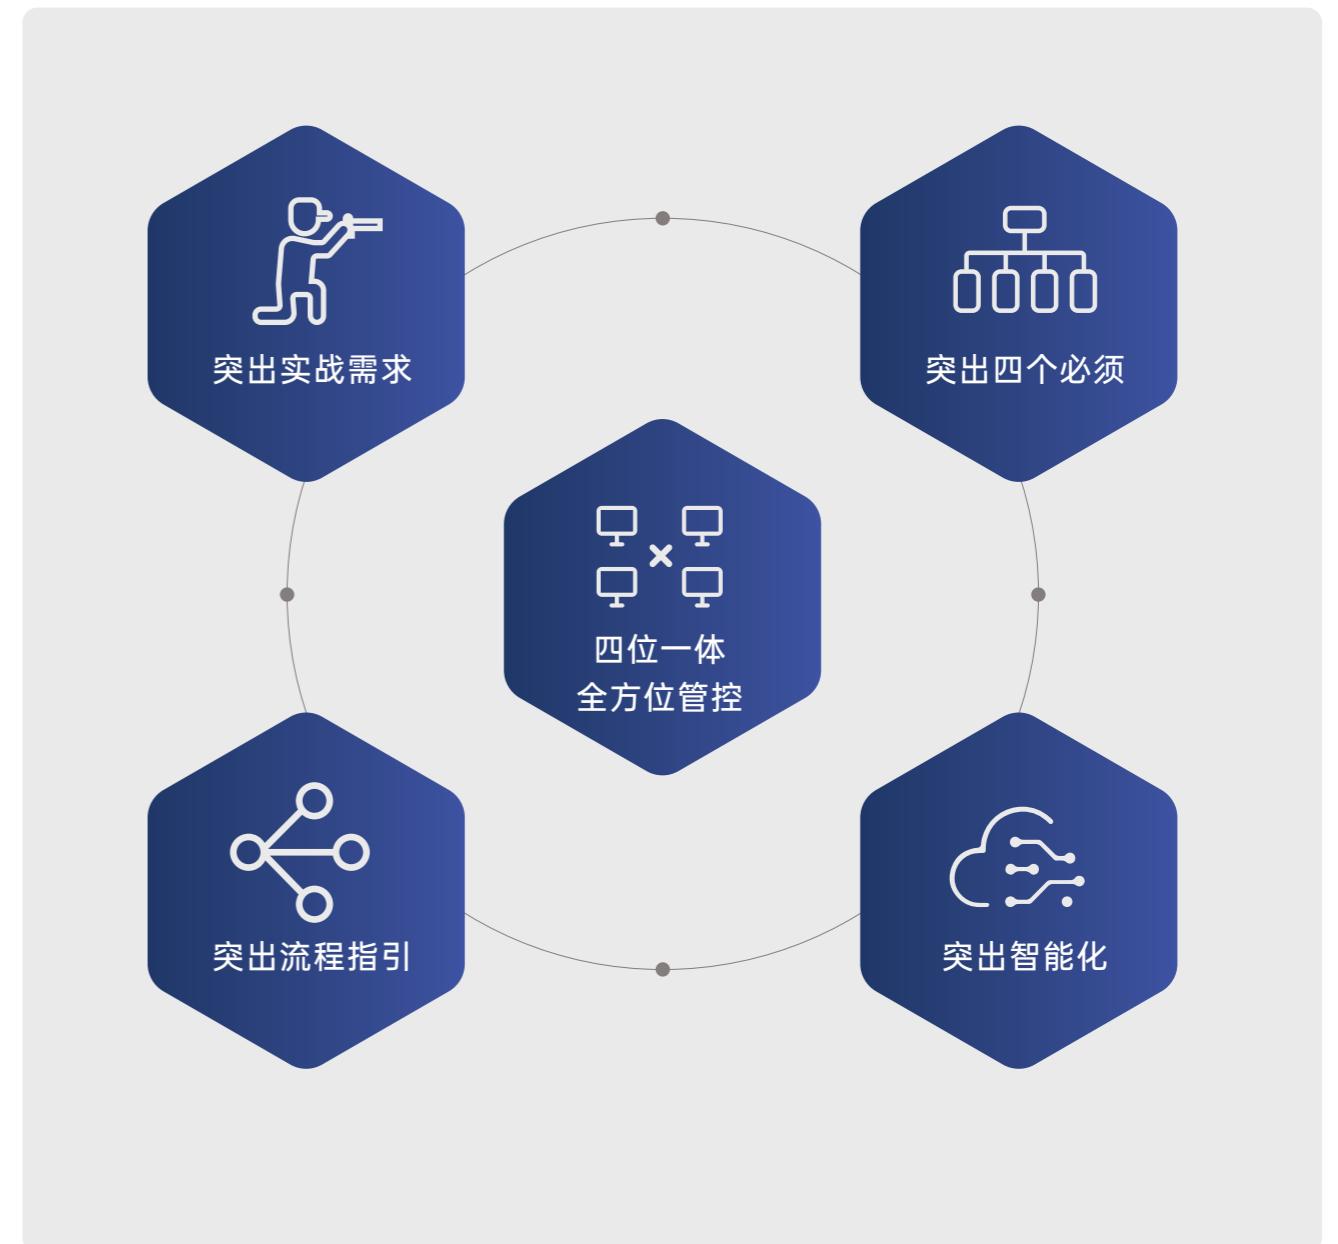 突出实战需求
突出四个必须
四位一体
全方位管控
突出流程指引
突出智能化